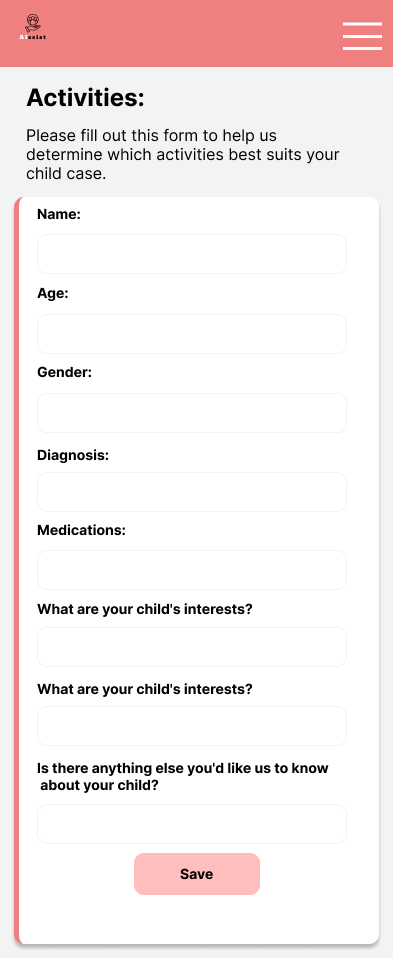 AIssist
Activities:
Please fill out this form to help us
determine which activities best suits your
child case.
Name:
Age:
Gender:
Diagnosis:
Medications:
What are your child's interests?
What are your child's interests?
Is there anything else you'd like us to know
about your child?
Save